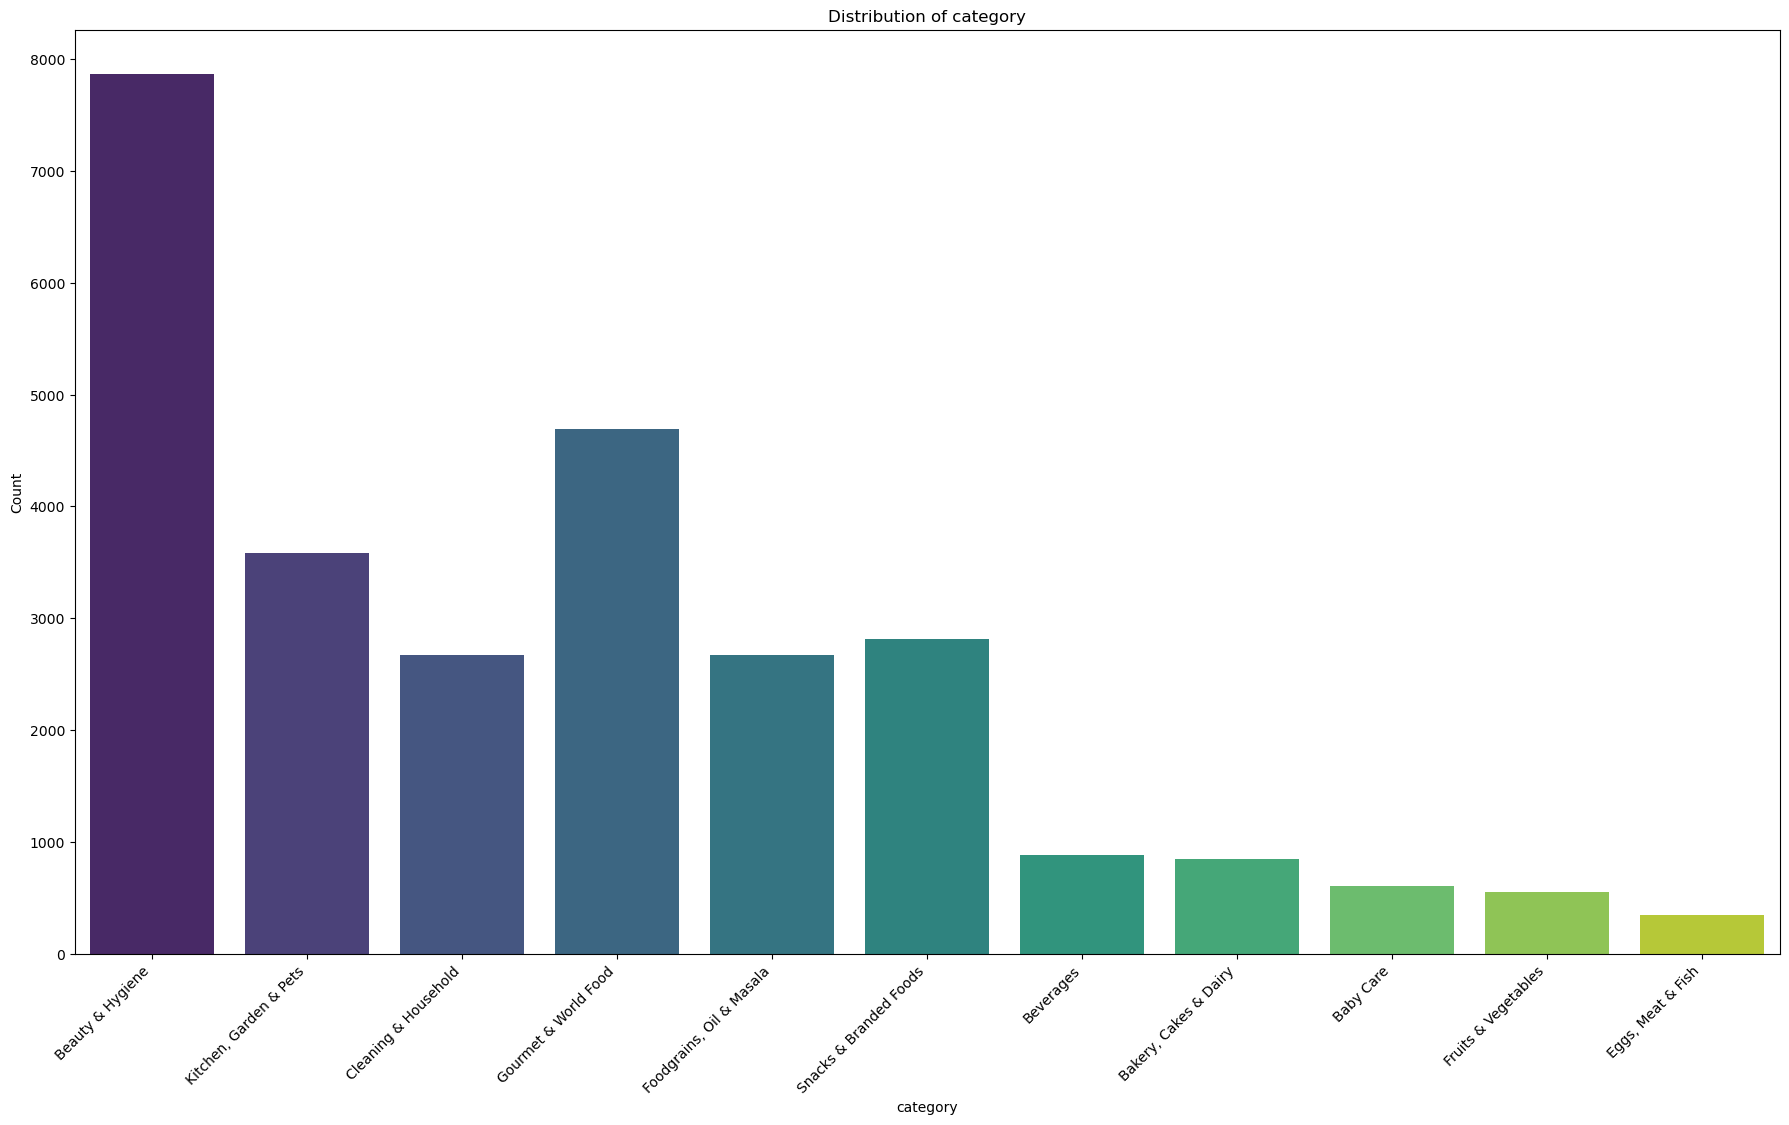 Distribution of category
8000
7000
6000
5000
4000
3000
2000
1000
0
Count
Beauty & Hygiene
Kitchen, Garden & Pets
Cleaning & Household
Gourmet & World Food
Foodgrains, Oil & Masala
Snacks & Branded Foods
Beverages
Bakery, Cakes & Dairy
Baby Care
Fruits & Vegetables
Eggs, Meat & Fish
category